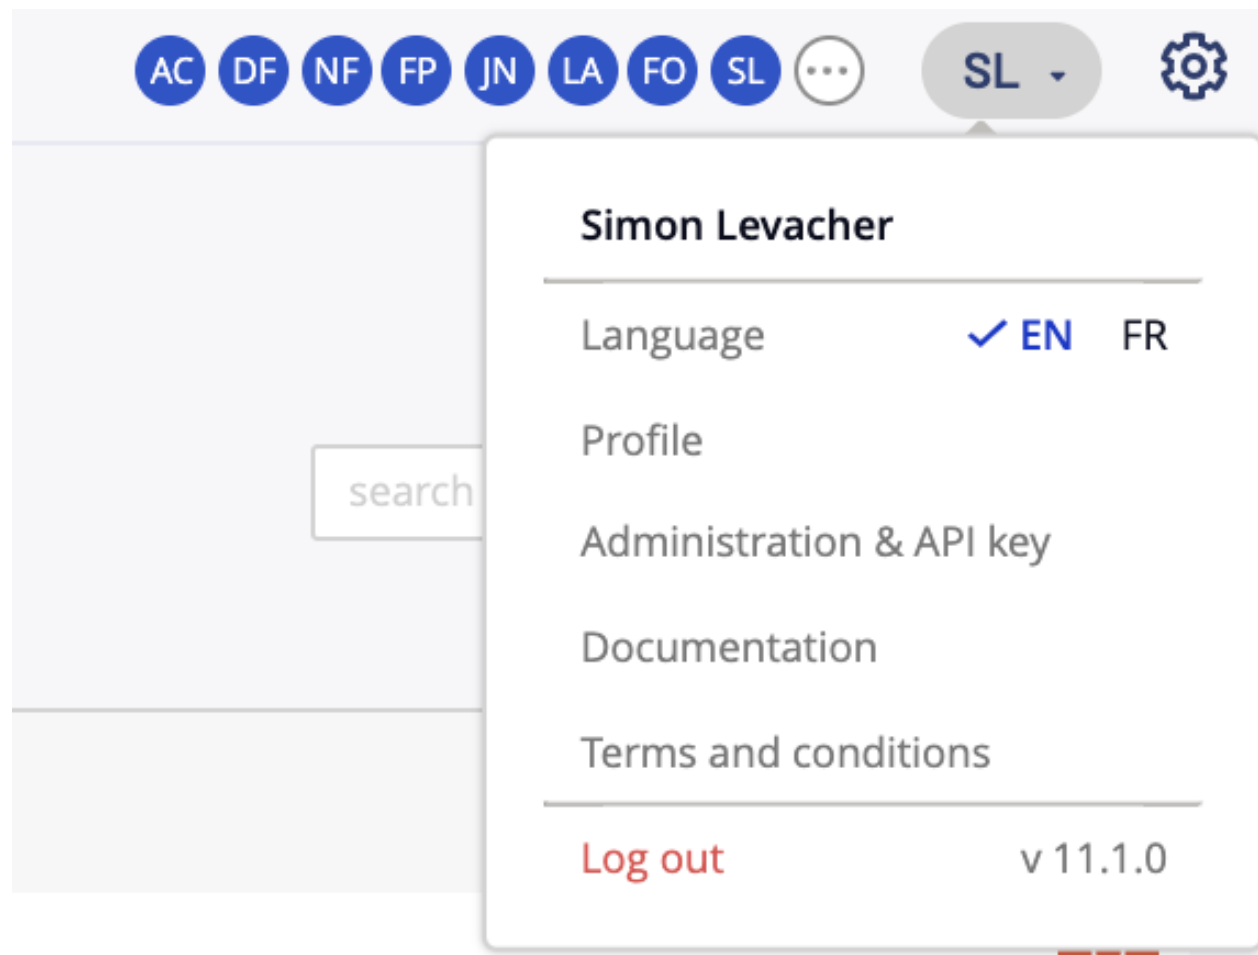 AC DF NF FP JN LA FO SL SL
Simon Levacher
Language EN FR
Profile
search
Administration & API key
Documentation
Terms and conditions
Log out v 11.1.0